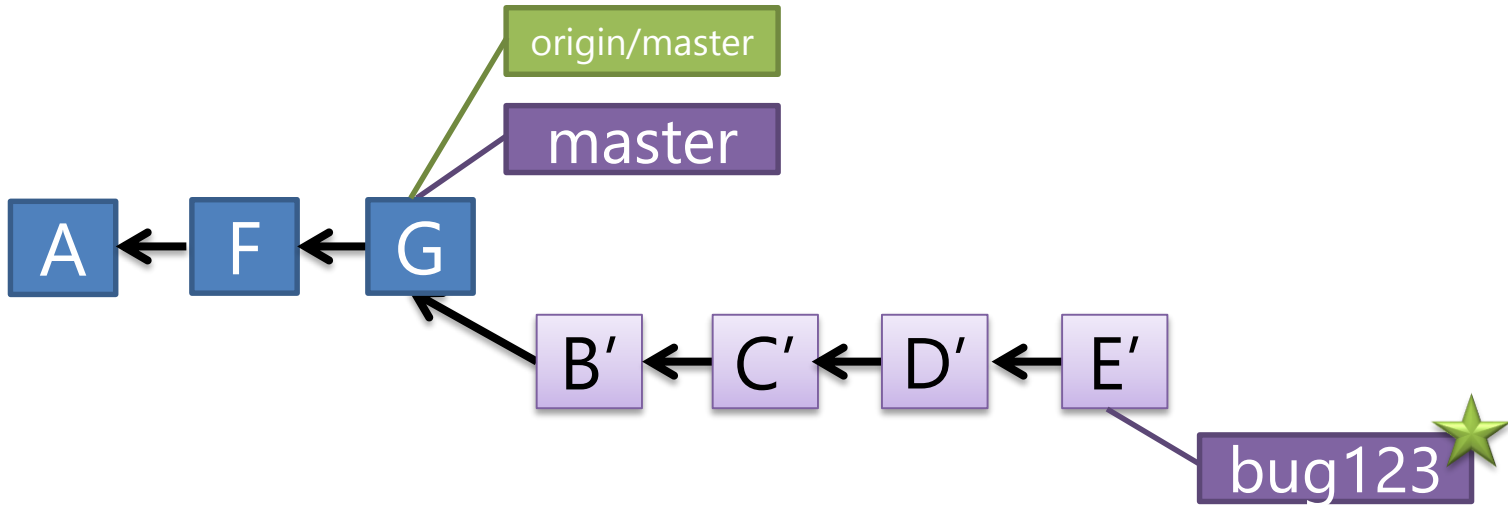 origin/master
master
A
F
G
B′
C′
D′
E′
bug123